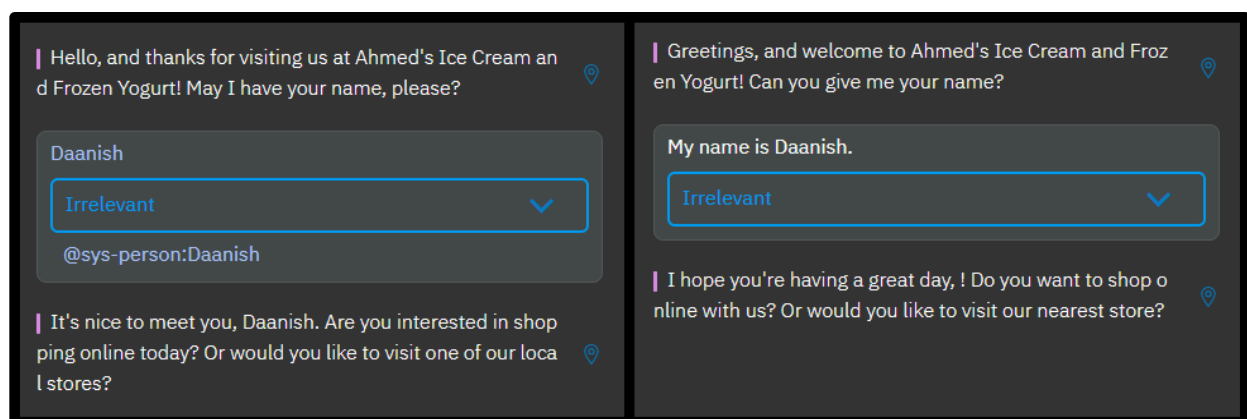 Hello, and thanks for visiting us at Ahmed's Ice Cream an
d Frozen Yogurt! May I have your name, please?
Daanish
Irrelevant
@sys-person:Daanish
It's nice to meet you, Daanish. Are you interested in shop
ping online today? Or would you like to visit one of our loca
l stores?
Greetings, and welcome to Ahmed's Ice Cream and Froz
en Yogurt! Can you give me your name?
My name is Daanish.
Irrelevant
I hope you're having a great day, ! Do you want to shop o
nline with us? Or would you like to visit our nearest store?